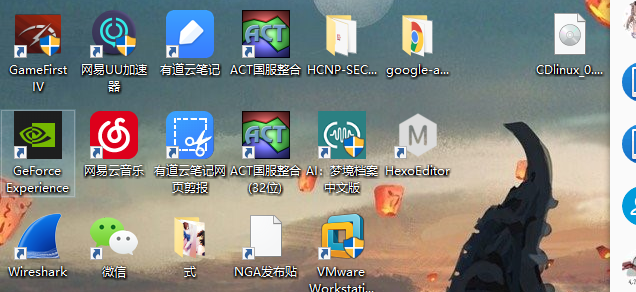 GameFirst
IV
网易UU加速
器
有道云笔记
ACT国服整合
HCNP-SEC...
google-a...
CDlinux_0....
GeForce
Experience
网易云音乐
有道云笔记网
页剪报
ACT国服整合
(32位)
AI：梦境档案
中文版
HexoEditor
Wireshark
微信
式
NGA发布贴
VMware
Workstati...